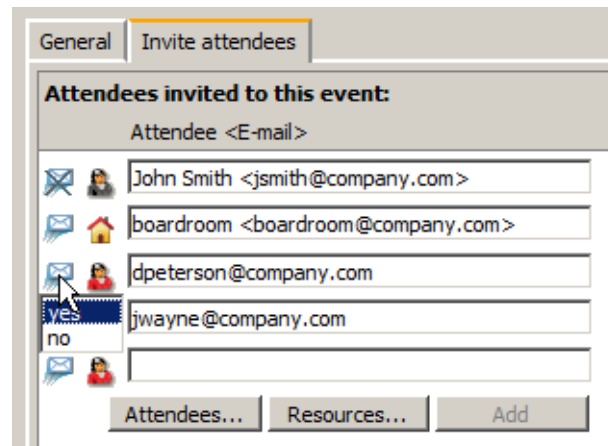 General Invite attendees
Attendees invited to this event:
Attendee <E-mail>
John Smith <jsmith@company.com>
boardroom <boardroom@company.com>
dpeterson@company.com
yes jwayne@company.com
no
Attendees... Resources... Add